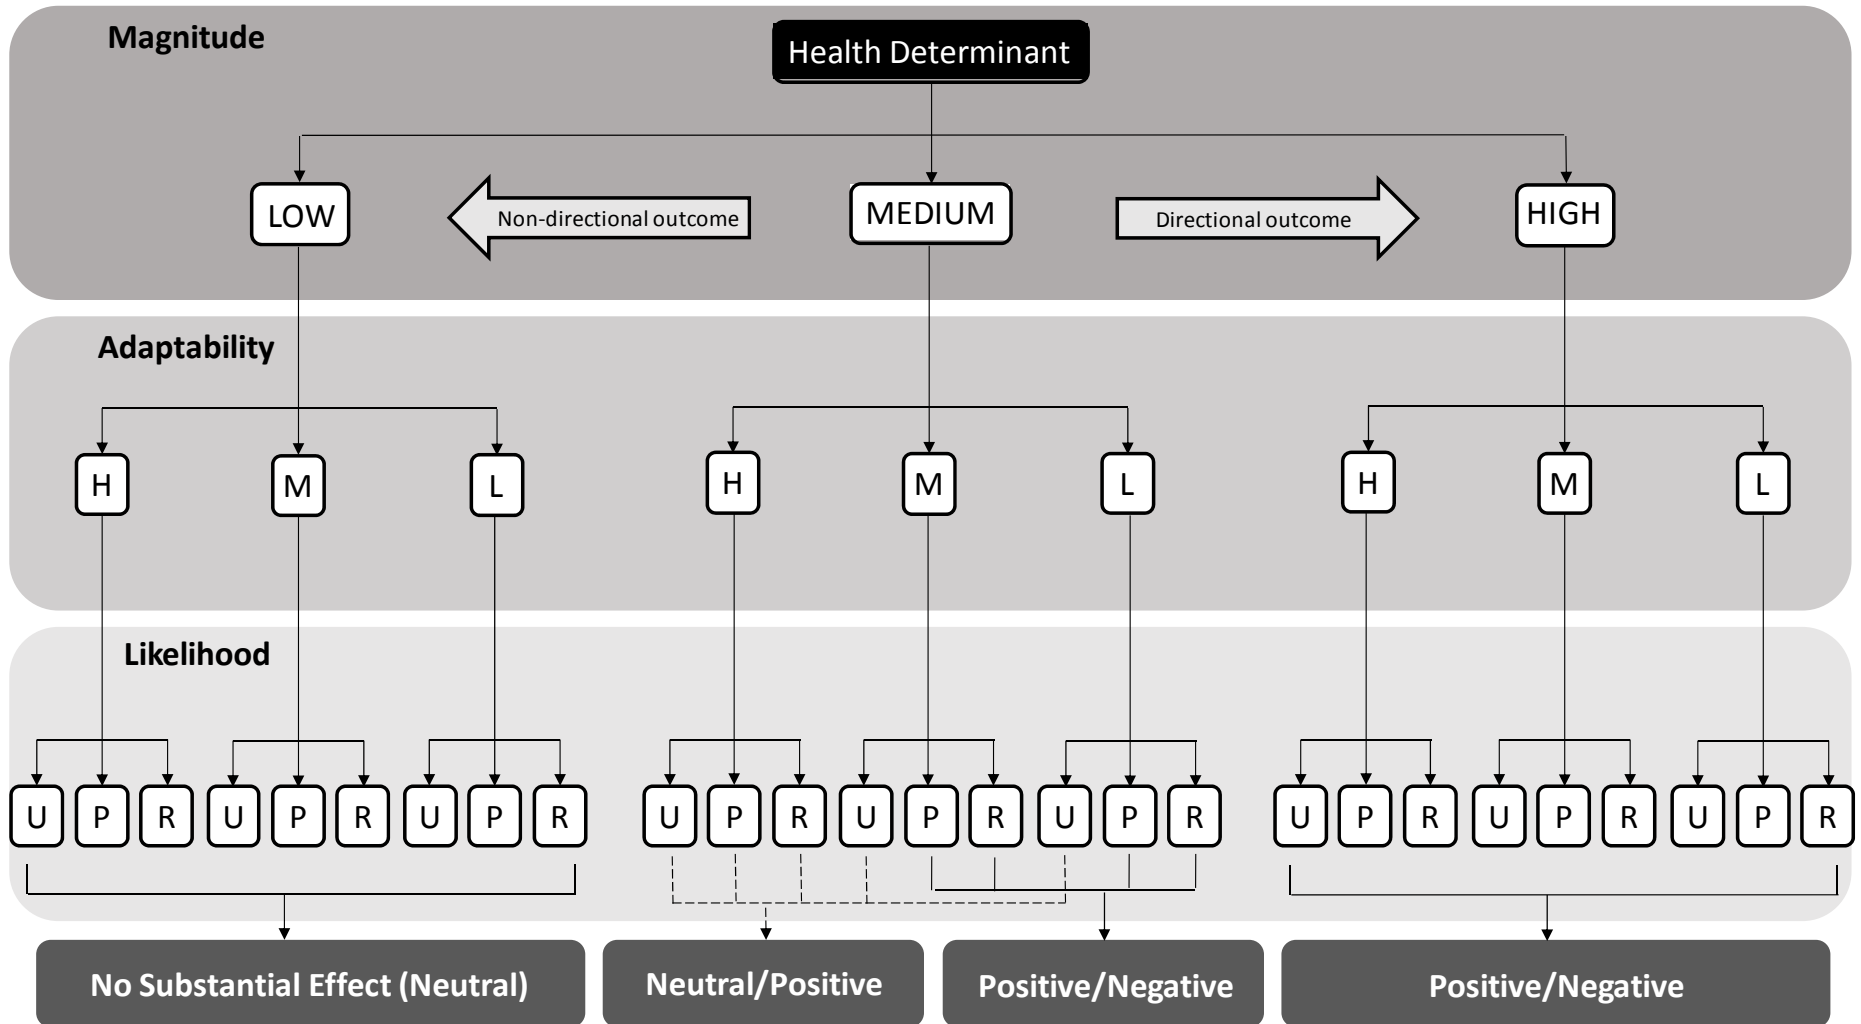 Magnitude
Health Determinant
LOW
Non-directional outcome
MEDIUM
Directional outcome
HIGH
Adaptability
H M L H M L H M L
Likelihood
U P R U P R U P R U P R U P R U P R U P R U P R U P R
No Substantial Effect (Neutral)
Neutral/Positive
Positive/Negative
Positive/Negative